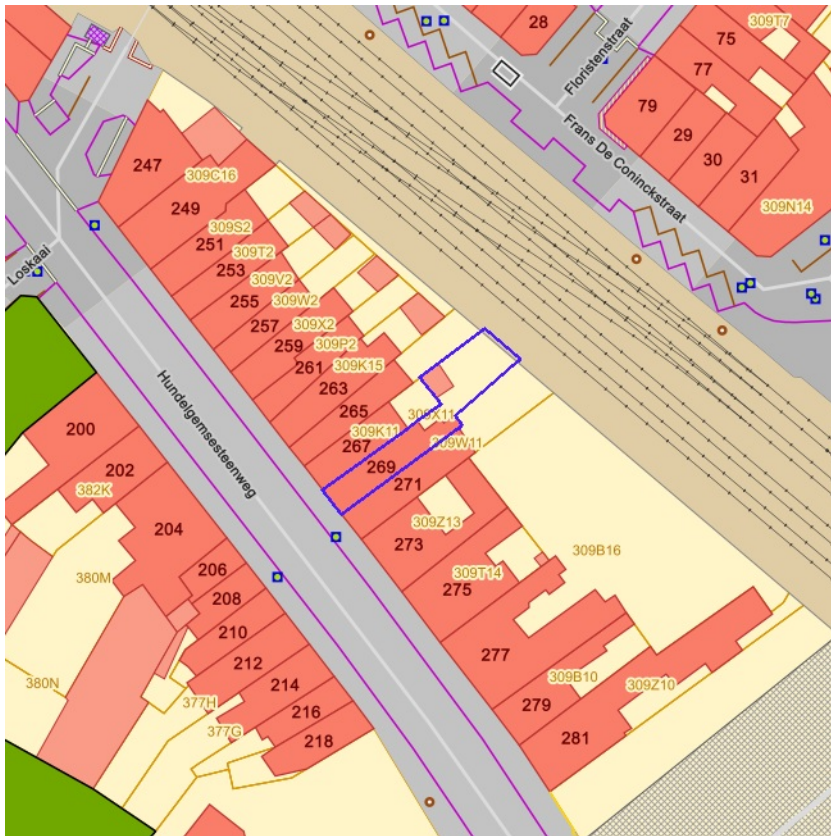 28
Floristenstraat
309T7
75
77
79
29
30
31
Frans De Coninckstraat
309N14
247
309C16
249
309S2
251
309T2
253
309V2
255
309W2
257
309X2
259
309P2
261
309K15
263
265
309X11
309K11
267
309W11
269
271
309Z13
273
309T14
275
309B16
277
309B10
279
309Z10
281
Loskaai
Hundelgemsesteenweg
200
202
382K
204
380M
206
208
210
212
214
216
218
377H
377G
380N